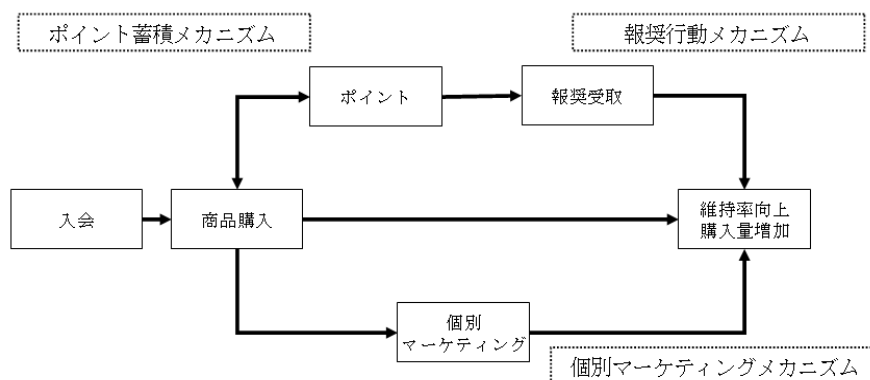 ポイント蓄積メカニズム
報奨行動メカニズム
ポイント
報奨受取
入会
商品購入
維持率向上
購入量増加
個別
マーケティング
個別マーケティングメカニズム